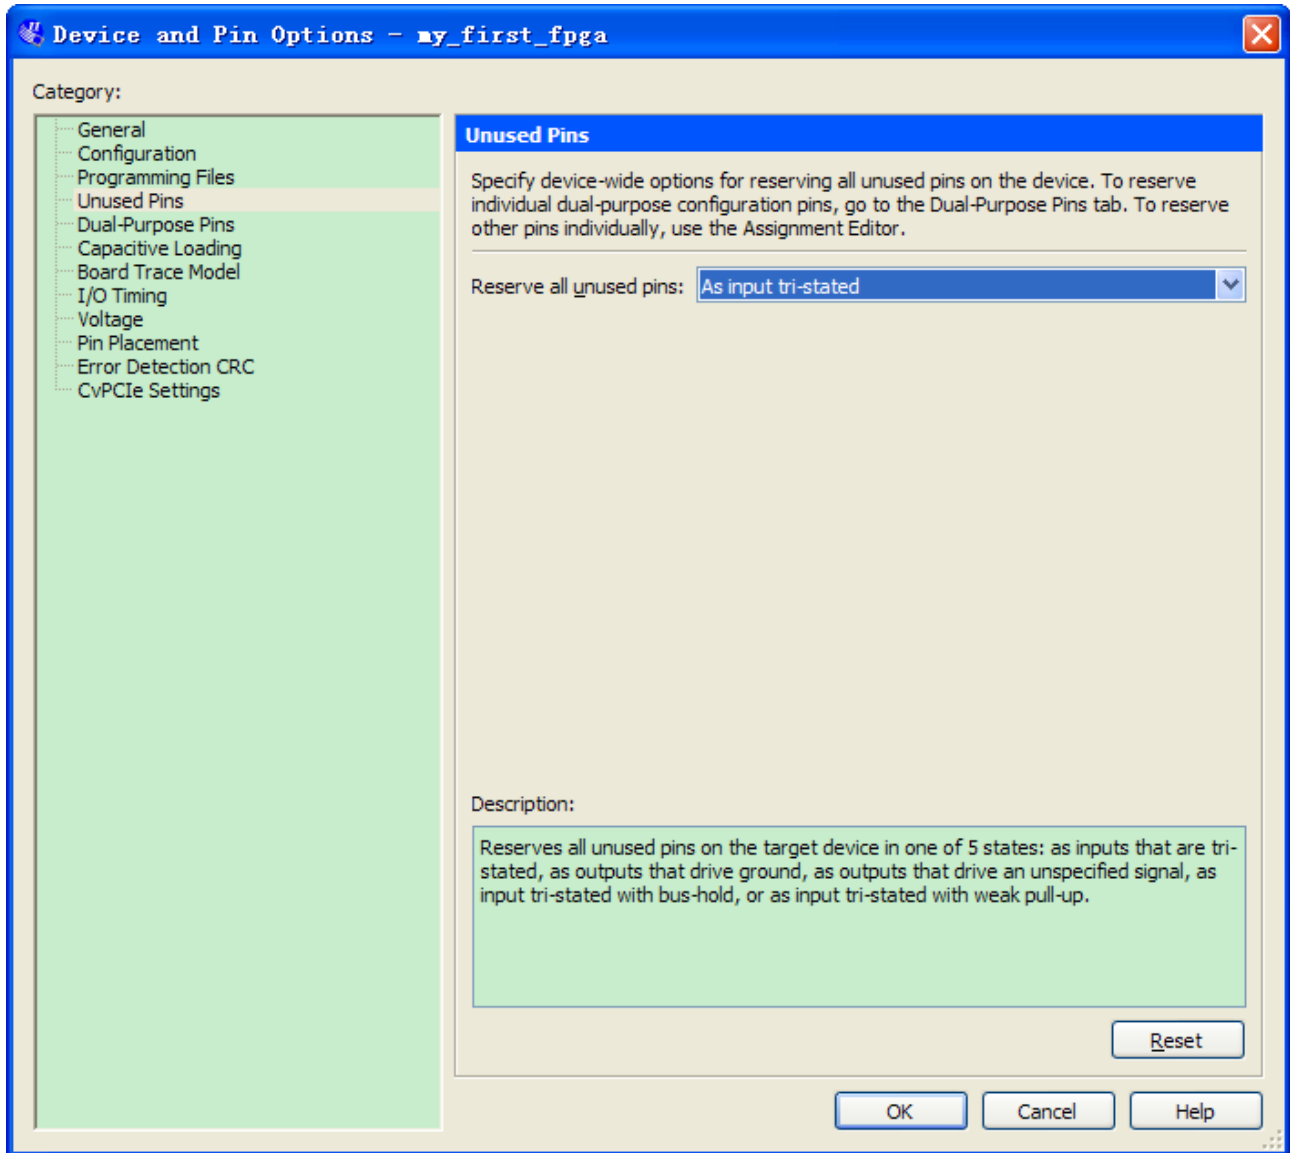 Device and Pin Options - my_first_fpga
Category:
General
Configuration
Programming Files
Unused Pins
Dual-Purpose Pins
Capacitive Loading
Board Trace Model
I/O Timing
Voltage
Pin Placement
Error Detection CRC
CvPCIe Settings
Unused Pins
Specify device-wide options for reserving all unused pins on the device. To reserve
individual dual-purpose configuration pins, go to the Dual-Purpose Pins tab. To reserve
other pins individually, use the Assignment Editor.
Reserve all unused pins: As input tri-stated
Description:
Reserves all unused pins on the target device in one of 5 states: as inputs that are tri-
stated, as outputs that drive ground, as outputs that drive an unspecified signal, as
input tri-stated with bus-hold, or as input tri-stated with weak pull-up.
Reset
OK Cancel Help